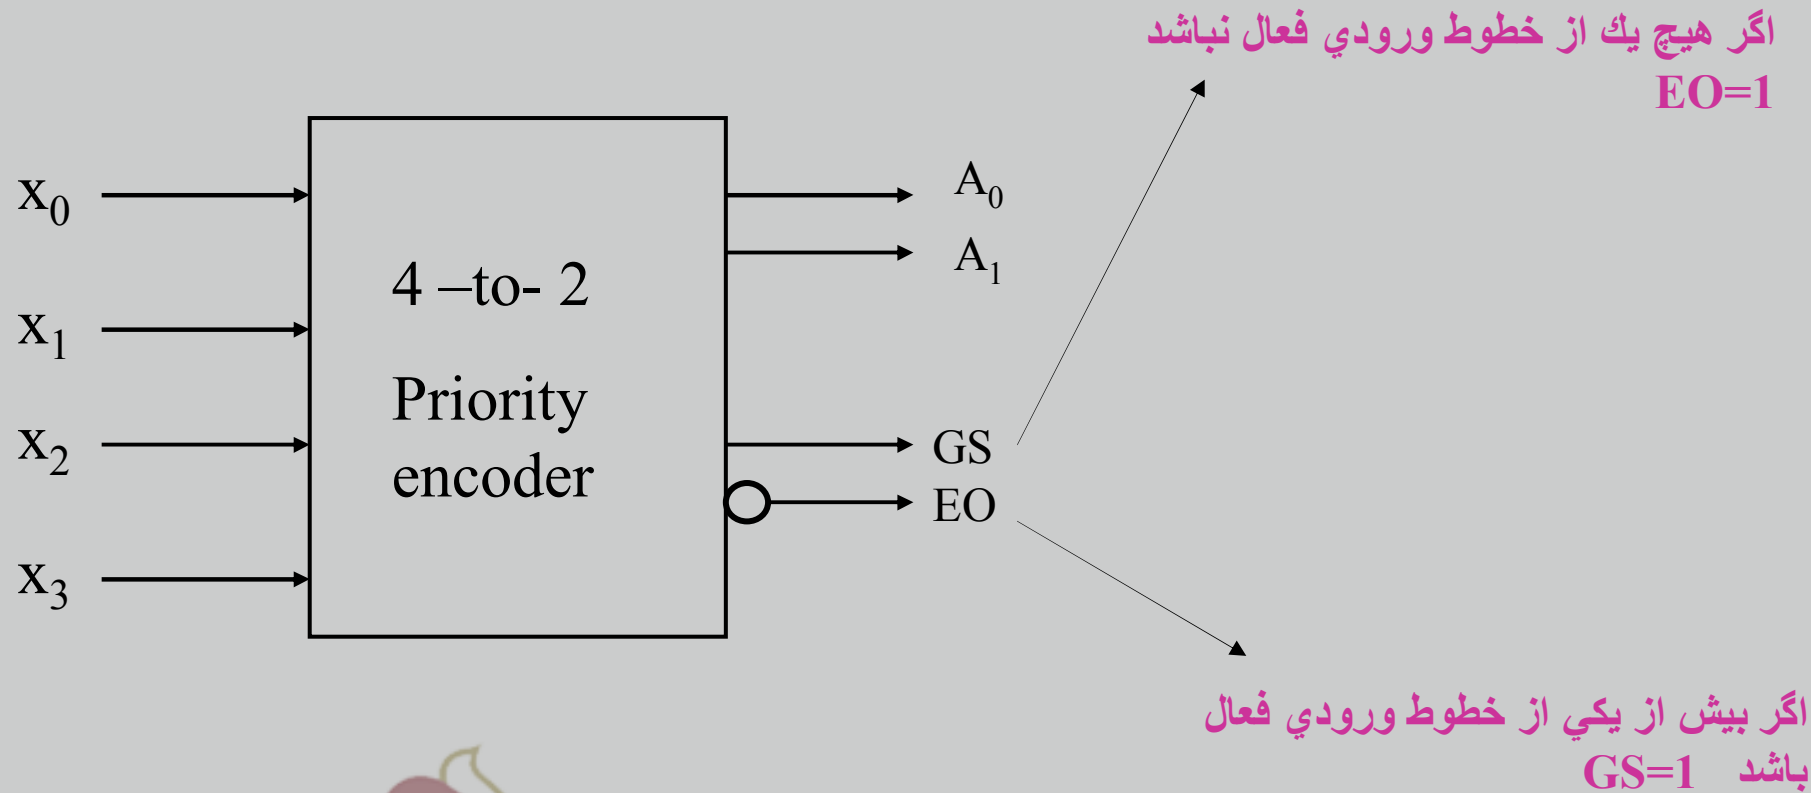 اگر هيچ يك از خطوط ورودي فعال نباشد
EO=1
x0
x1
x2
x3
4 –to- 2
Priority
encoder
A0
A1
GS
EO
اگر بيش از يكي از خطوط ورودي فعال
باشد GS=1